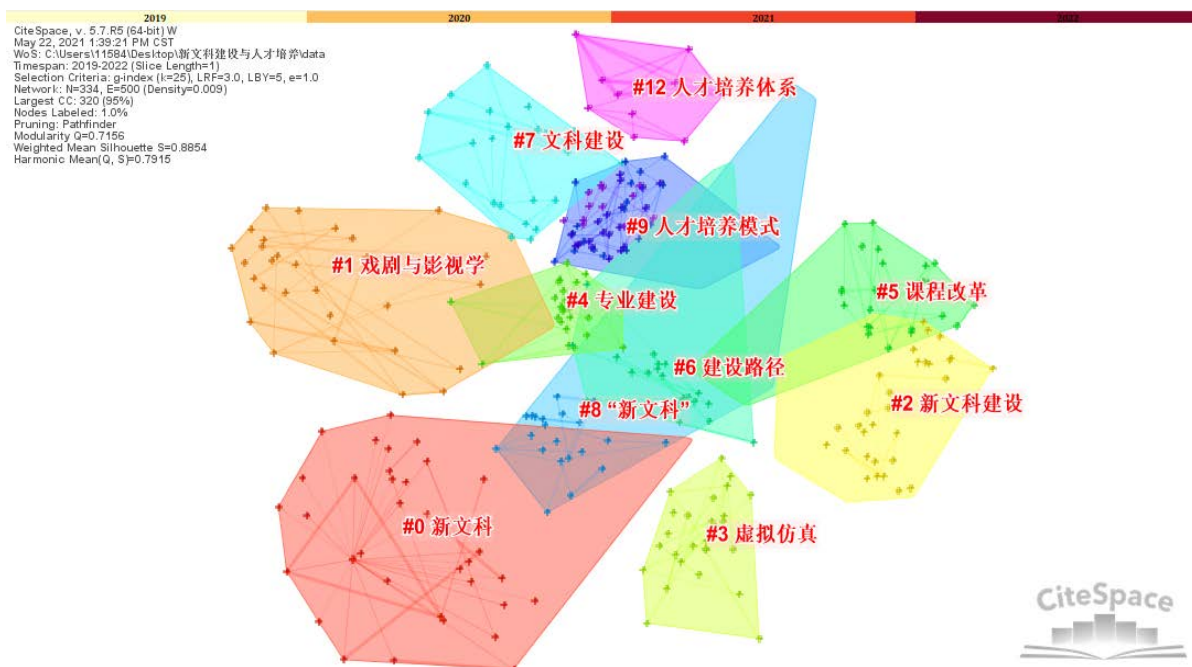 2019 2020 2021 2022
CiteSpace, v. 5.7.R5 (64-bit) W
May 22, 2021 1:39:21 PM CST
WoS: C:\Users\11584\Desktop\新文科建设与人才培养\data
Timespan: 2019-2022 (Slice Length=1)
Selection Criteria: g-index (k=25), LRF=3.0, LBY=5, e=1.0
Network: N=334, E=500 (Density=0.009)
Largest CC: 320 (95%)
Nodes Labeled: 1.0%
Pruning: Pathfinder
Modularity Q=0.7156
Weighted Mean Silhouette S=0.8854
Harmonic Mean(Q, S)=0.7915
#12 人才培养体系
#7 文科建设
#9 人才培养模式
#1 戏剧与影视学
#5 课程改革
#4 专业建设
#6 建设路径
#2 新文科建设
#8 “新文科”
#0 新文科
#3 虚拟仿真
CiteSpace